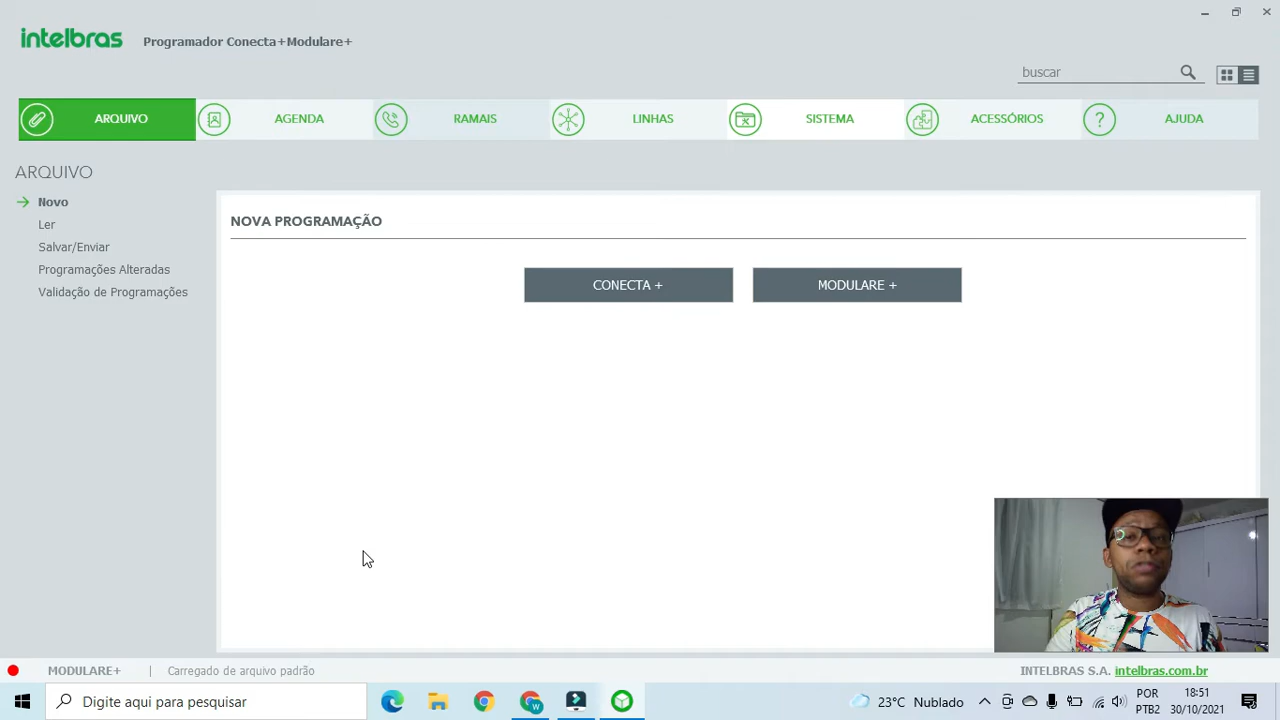 intelbras Programador Conecta+Modulare+
buscar
ARQUIVO AGENDA RAMAIS LINHAS SISTEMA ACESSÓRIOS ? AJUDA
ARQUIVO
Novo
Ler
Salvar/Enviar
Programações Alteradas
Validação de Programações
NOVA PROGRAMAÇÃO
CONECTA + MODULARE +
MODULARE+ | Carregado de arquivo padrão INTELBRAS S.A. intelbras.com.br
Digite aqui para pesquisar 23°C Nublado POR 18:51
PTB2 30/10/2021